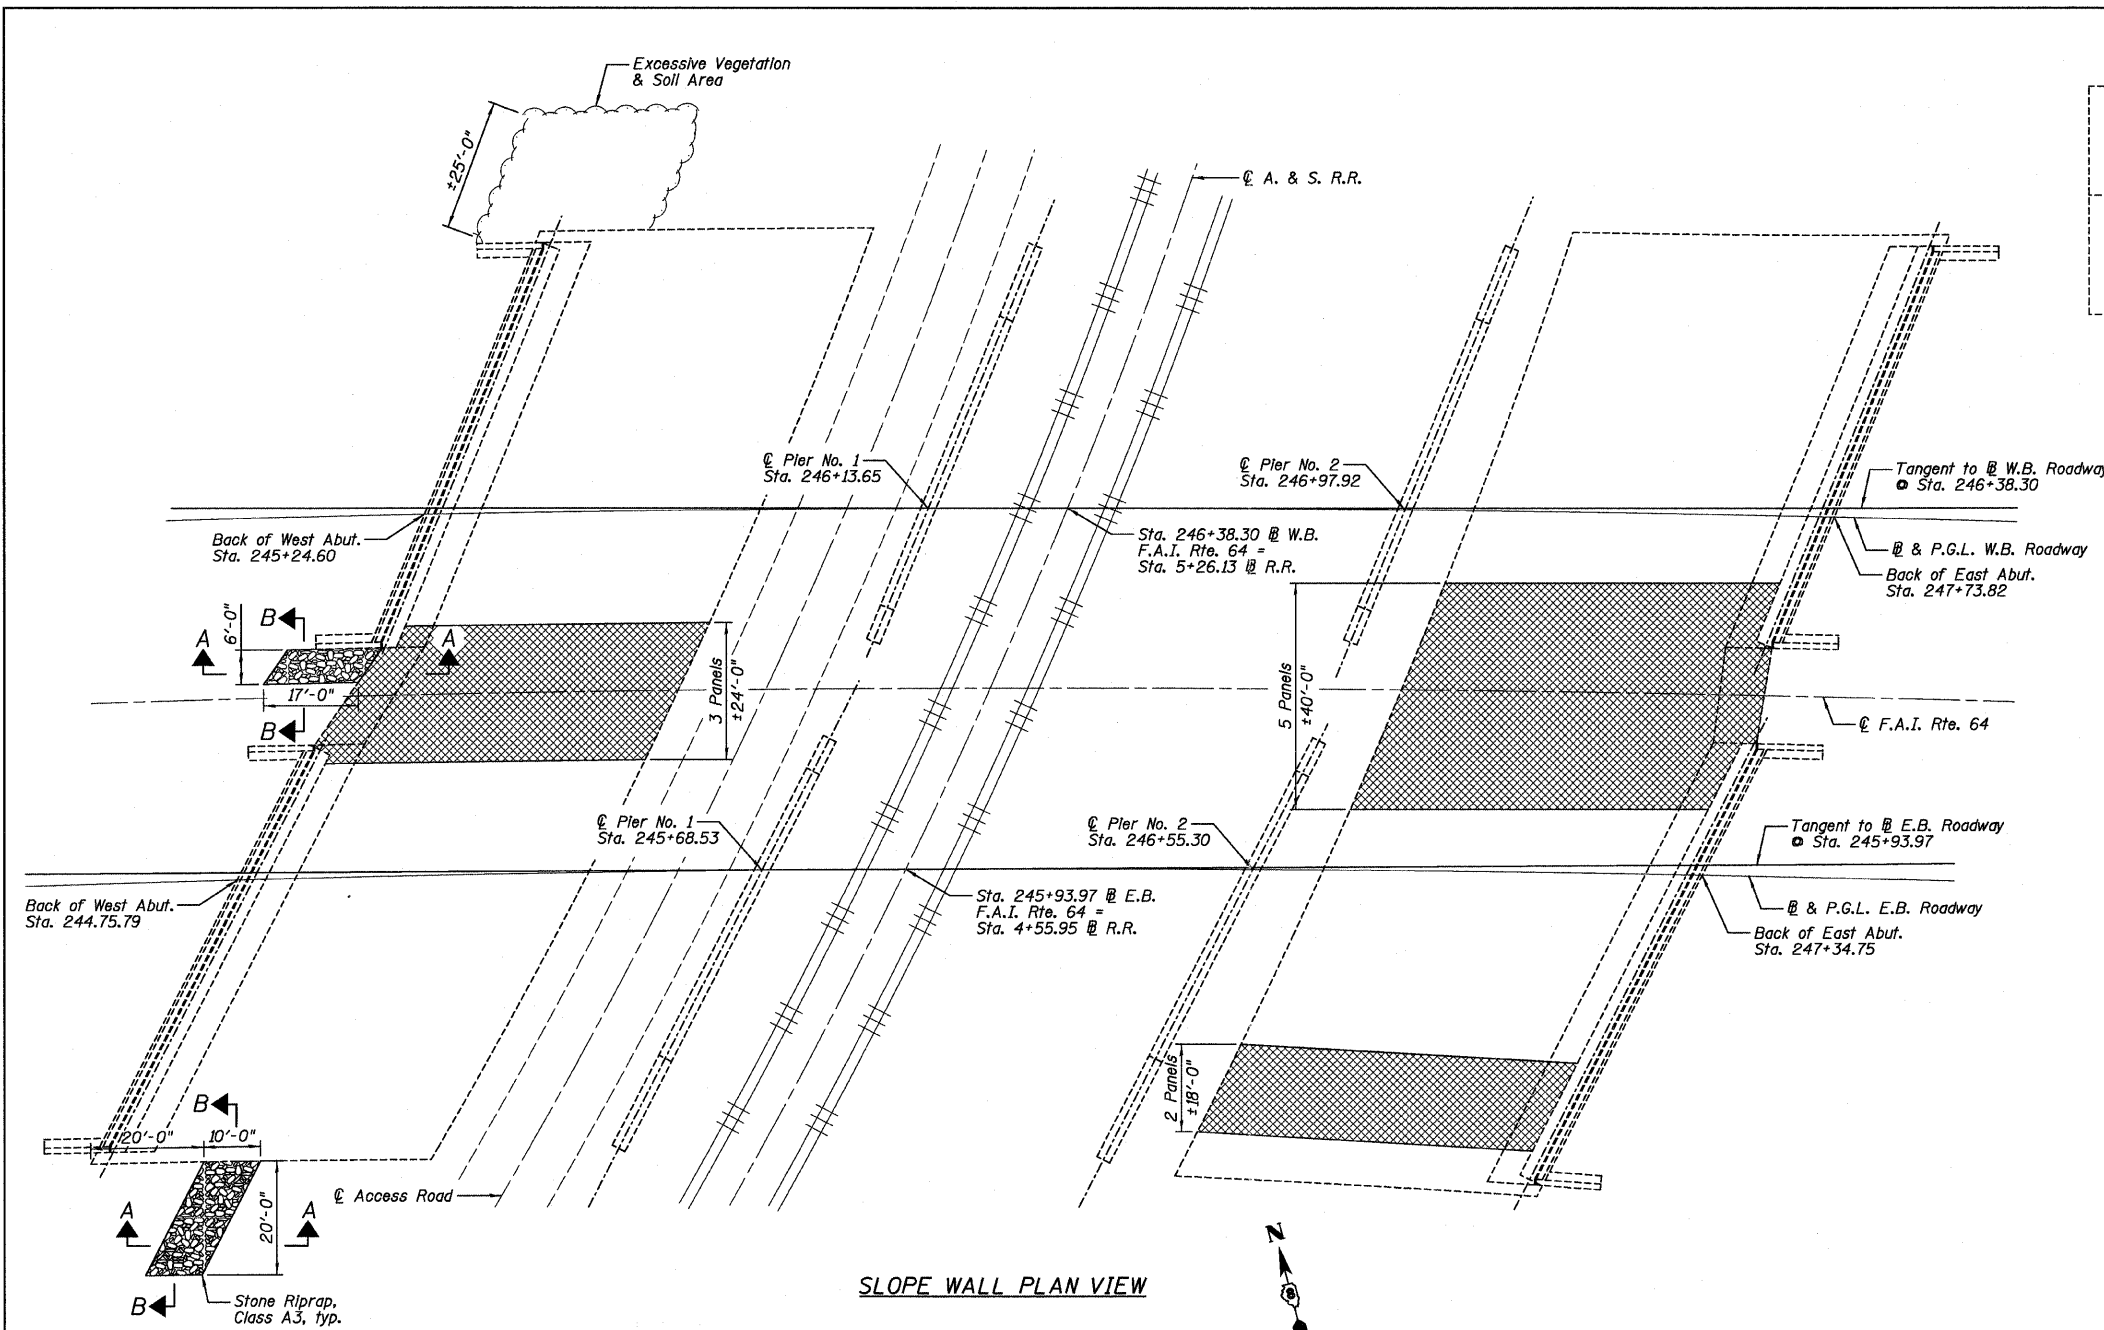 Excessive Vegetation
& Soil Area
±25'-0"
℄ A. & S. R.R.
℄ Pier No. 1
Sta. 246+13.65
℄ Pier No. 2
Sta. 246+97.92
Tangent to ⅊ W.B. Roadway
@ Sta. 246+38.30
Back of West Abut.
Sta. 245+24.60
Sta. 246+38.30 ⅊ W.B.
F.A.I. Rte. 64 =
Sta. 5+26.13 ⅊ R.R.
⅊ & P.G.L. W.B. Roadway
Back of East Abut.
Sta. 247+73.82
6'-0"
B
A
A
17'-0"
B
3 Panels
±24'-0"
5 Panels
±40'-0"
℄ F.A.I. Rte. 64
℄ Pier No. 1
Sta. 245+68.53
℄ Pier No. 2
Sta. 246+55.30
Tangent to ⅊ E.B. Roadway
@ Sta. 245+93.97
Back of West Abut.
Sta. 244.75.79
Sta. 245+93.97 ⅊ E.B.
F.A.I. Rte. 64 =
Sta. 4+55.95 ⅊ R.R.
⅊ & P.G.L. E.B. Roadway
Back of East Abut.
Sta. 247+34.75
2 Panels
±18'-0"
B
20'-0"
10'-0"
20'-0"
A
A
℄ Access Road
B
Stone Riprap,
Class A3, typ.
N
SLOPE WALL PLAN VIEW